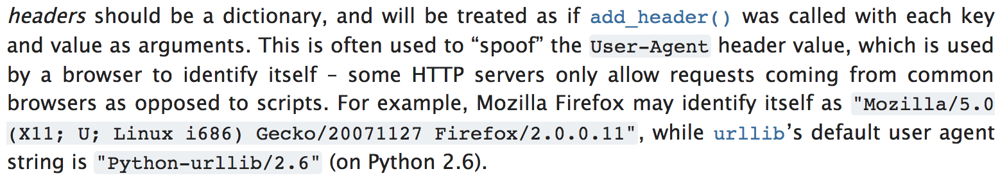 headers should be a dictionary, and will be treated as if add_header() was called with each key
and value as arguments. This is often used to “spoof” the User-Agent header value, which is used
by a browser to identify itself – some HTTP servers only allow requests coming from common
browsers as opposed to scripts. For example, Mozilla Firefox may identify itself as "Mozilla/5.0
(X11; U; Linux i686) Gecko/20071127 Firefox/2.0.0.11", while urllib’s default user agent
string is "Python-urllib/2.6" (on Python 2.6).